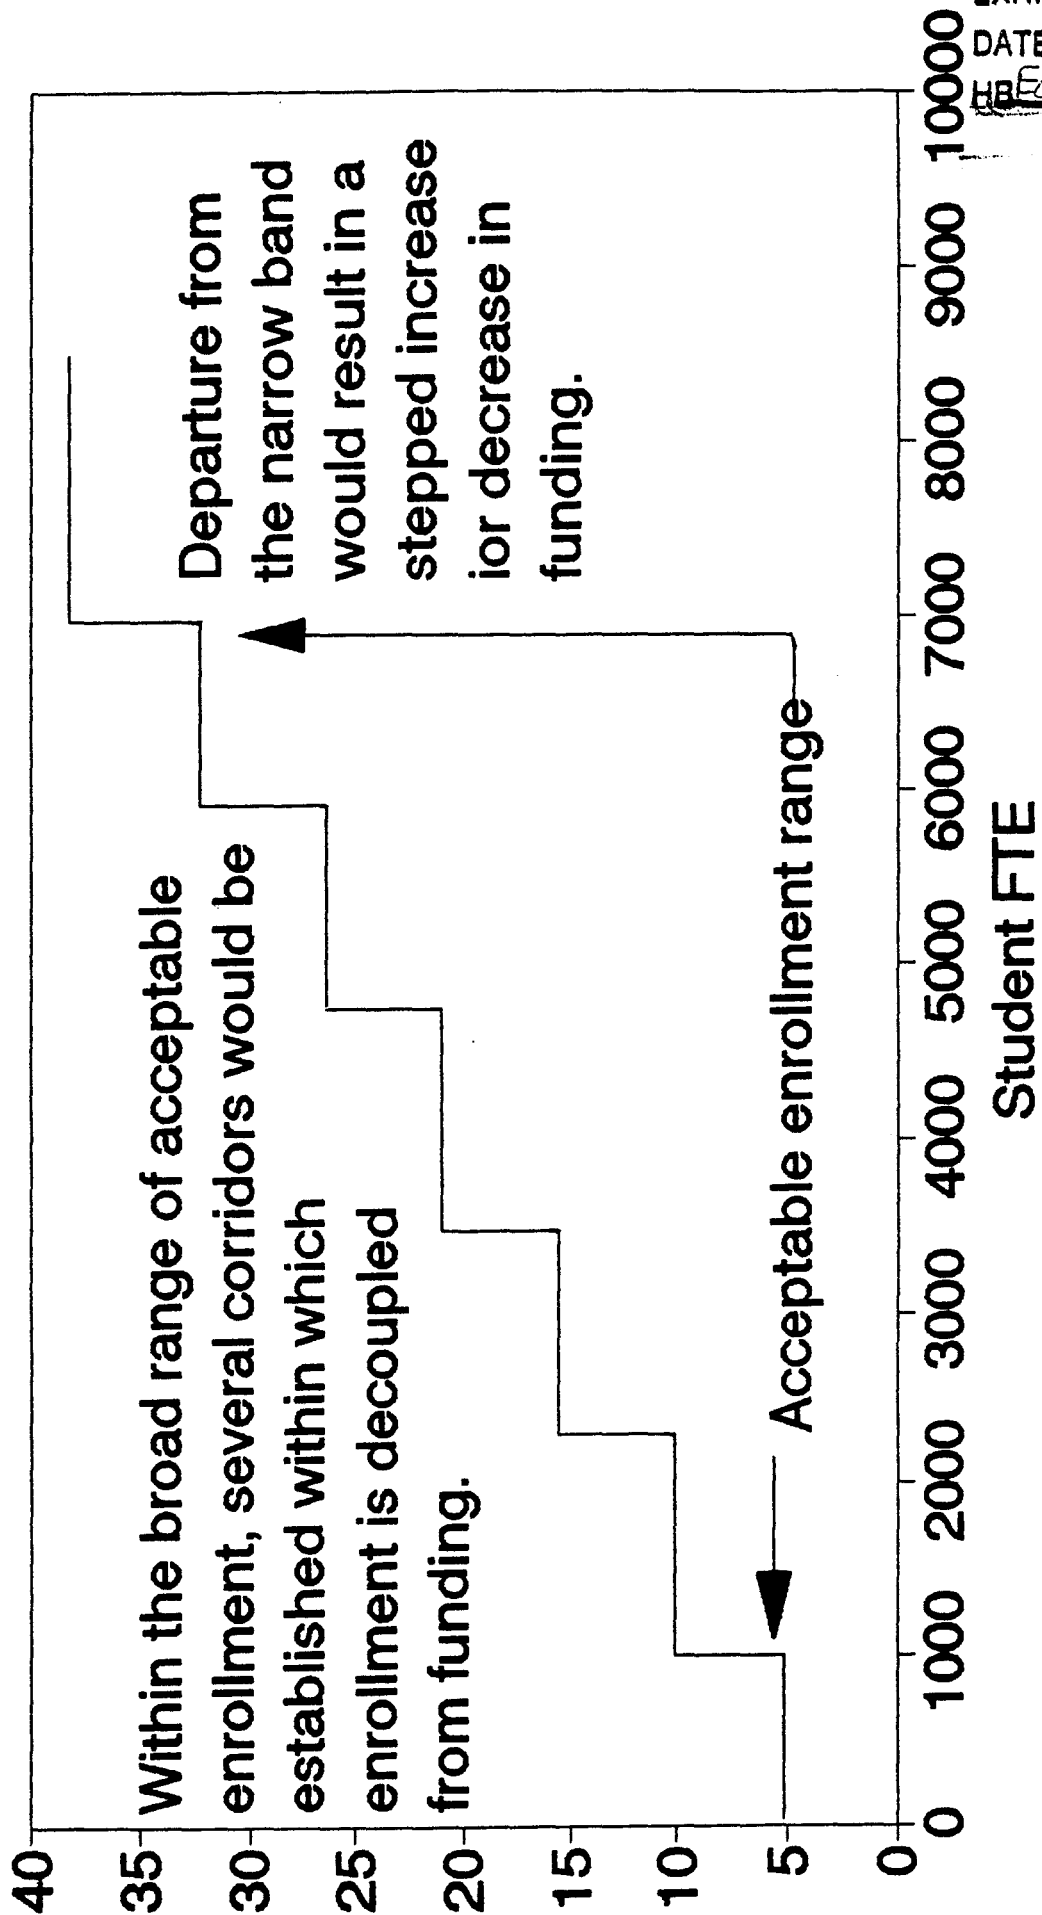 DATE
HB
Within the broad range of acceptable
enrollment, several corridors would be
established within which
enrollment is decoupled
from funding.
Departure from
the narrow band
would result in a
stepped increase
ior decrease in
funding.
Acceptable enrollment range
40
35
30
25
20
15
10
5
0
0 1000 2000 3000 4000 5000 6000 7000 8000 9000 10000
Student FTE